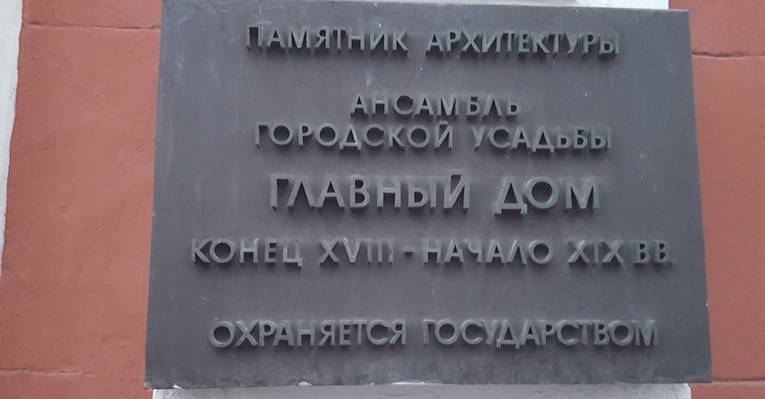 ПАМЯТНИК АРХИТЕКТУРЫ
АНСАМБЛЬ
ГОРОДСКОЙ УСАДЬБЫ
ГЛАВНЫЙ ДОМ
КОНЕЦ XVIII - НАЧАЛО XIX ВВ.
ОХРАНЯЕТСЯ ГОСУДАРСТВОМ